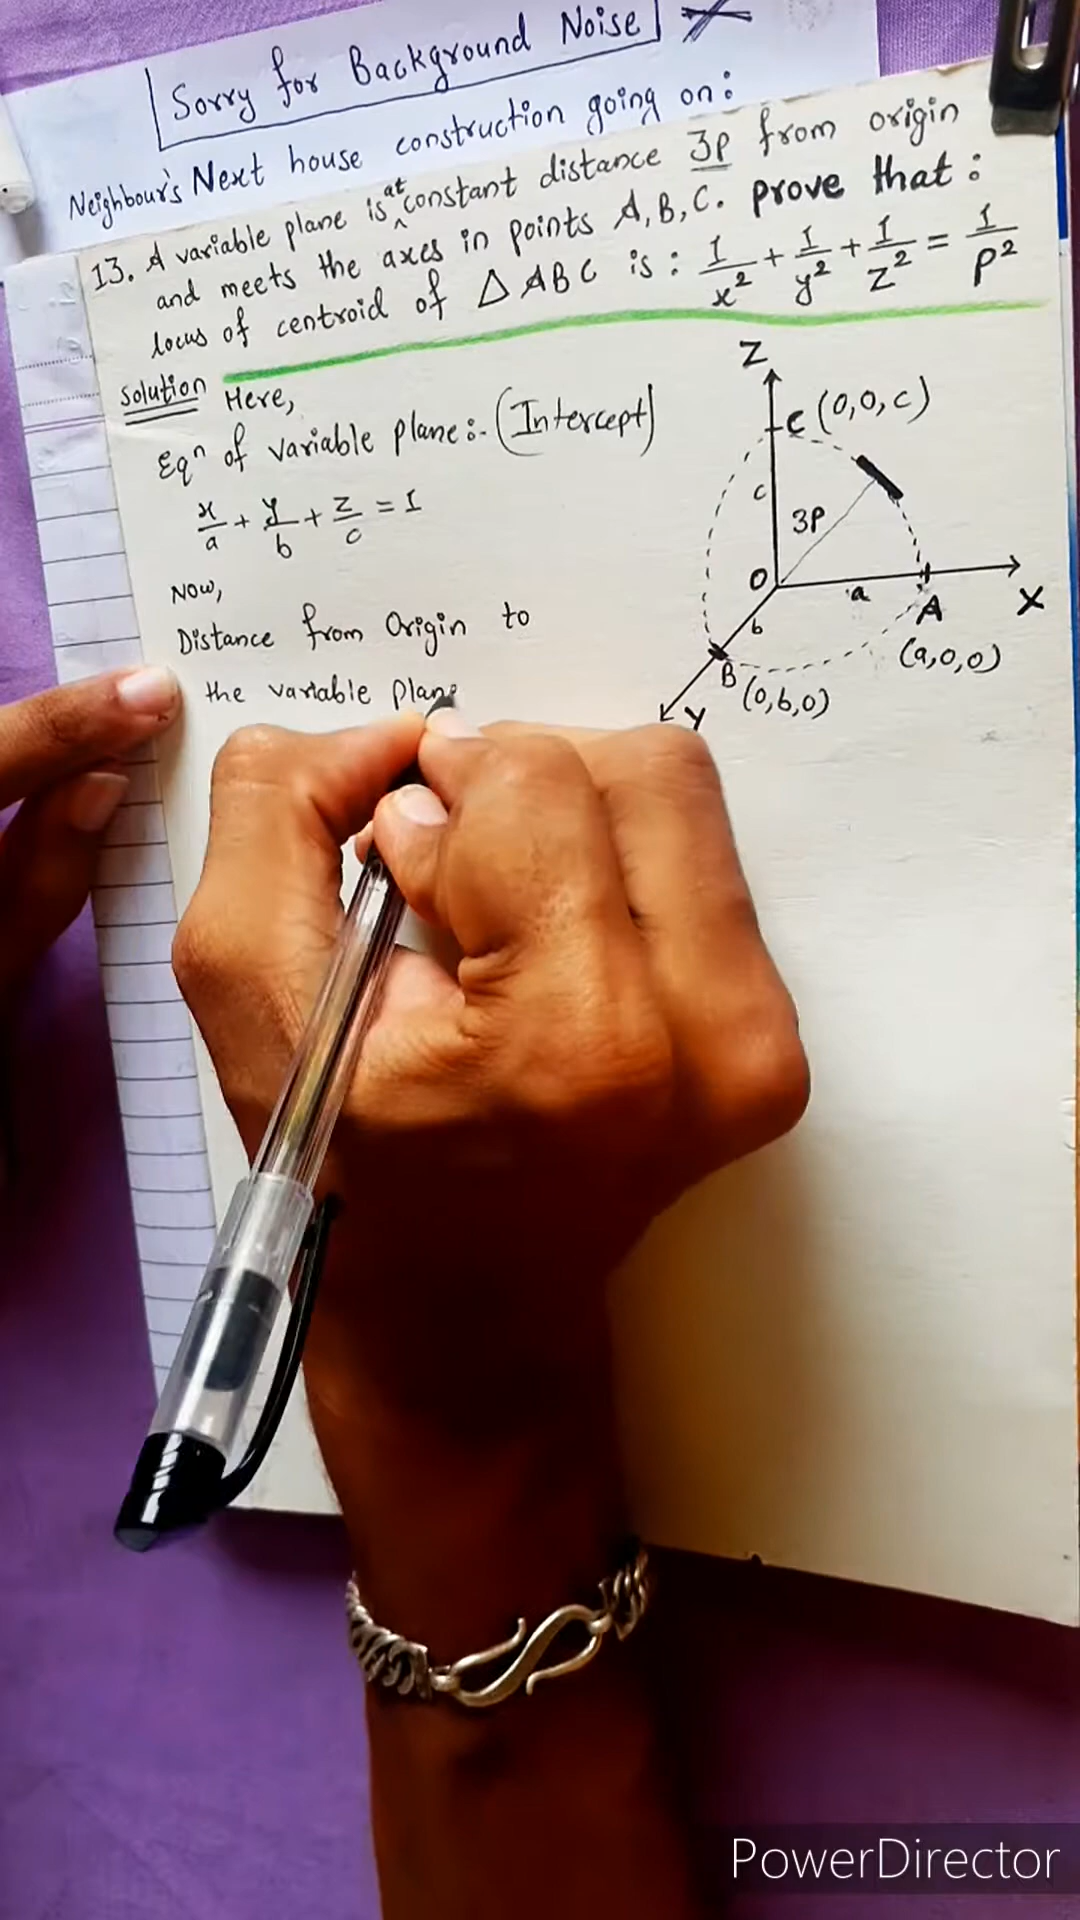 Sorry for Background Noise
Neighbour's Next house construction going on:
13. A variable plane is at constant distance 3P from origin
and meets the axes in points A, B, C. prove that:
locus of centroid of △ ABC is: 1/x² + 1/y² + 1/z² = 1/P²
Solution Here,
Eqⁿ of variable plane:- (Intercept)
x/a + y/b + z/c = 1
Now,
Distance from Origin to
the variable plane
Z
C (0,0,c)
c
3P
O
a
X
b
A
(a,0,0)
B
(0,b,0)
Y
PowerDirector